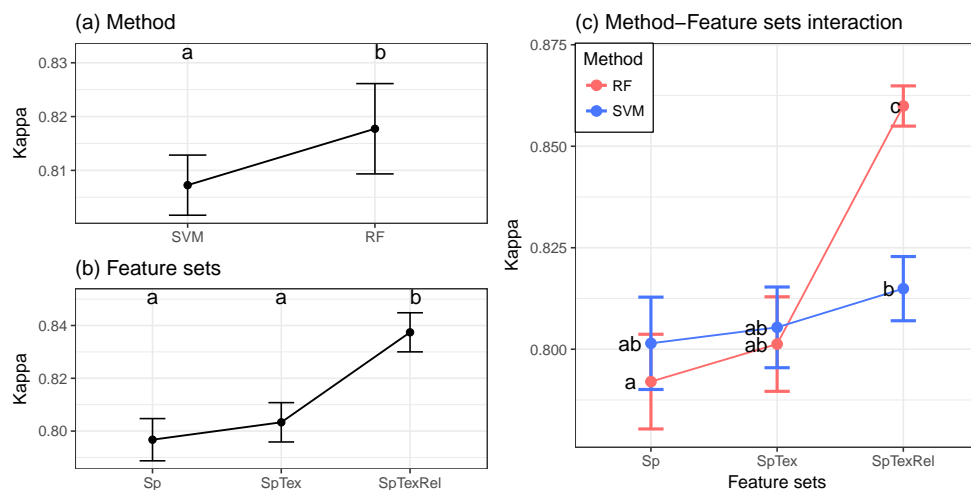 (a) Method
Kappa
0.83
0.82
0.81
a
b
SVM
RF
(b) Feature sets
Kappa
0.84
0.82
0.80
a
a
b
Sp
SpTex
SpTexRel
(c) Method−Feature sets interaction
Kappa
0.875
0.850
0.825
0.800
Method
RF
SVM
c
b
ab
ab
ab
a
Sp
SpTex
SpTexRel
Feature sets